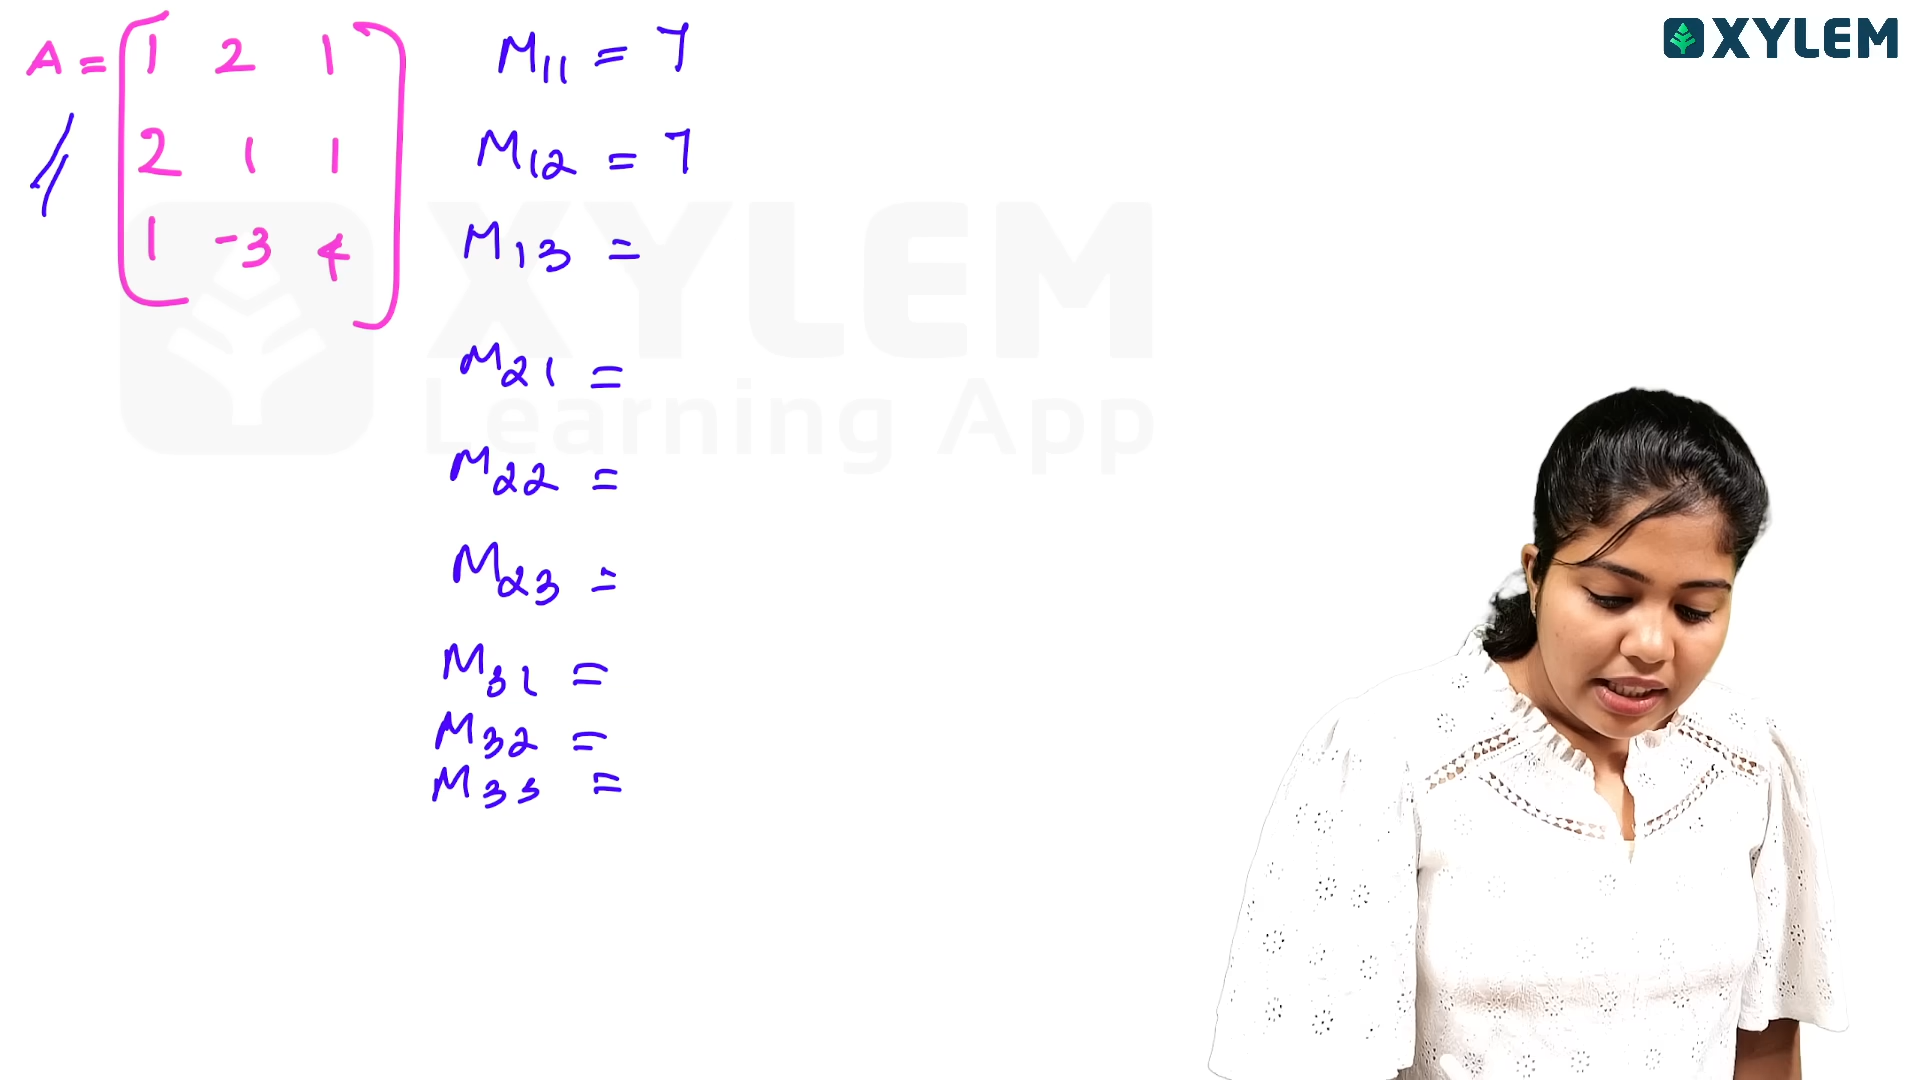 XYLEM
A = [ 1 2 1
2 1 1
1 -3 4 ]
M11 = 7
M12 = 7
M13 =
M21 =
M22 =
M23 =
M31 =
M32 =
M33 =
XYLEM
Learning App